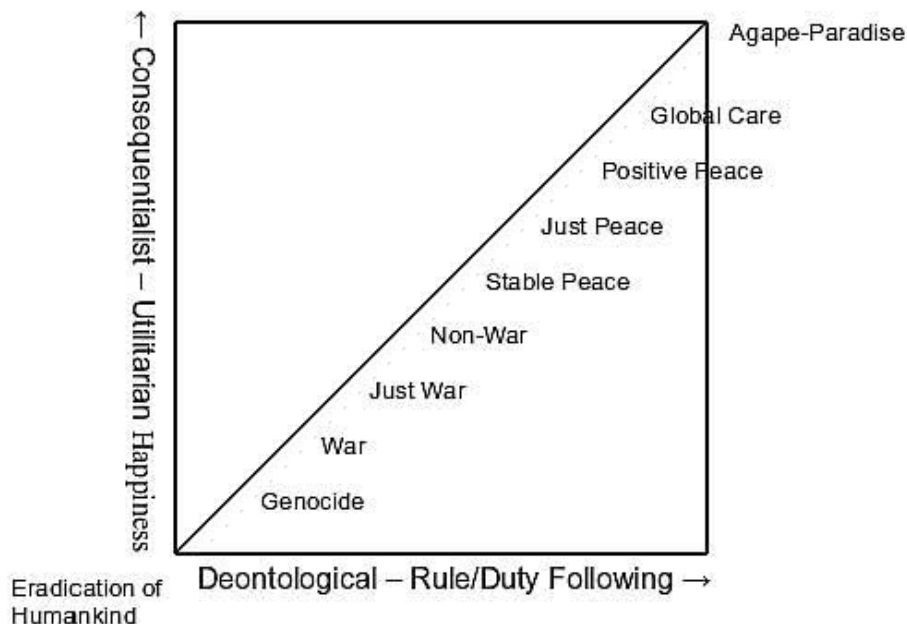 ← Consequentialist – Utilitarian Happiness
Agape-Paradise
Global Care
Positive Peace
Just Peace
Stable Peace
Non-War
Just War
War
Genocide
Eradication of
Humankind
Deontological – Rule/Duty Following →